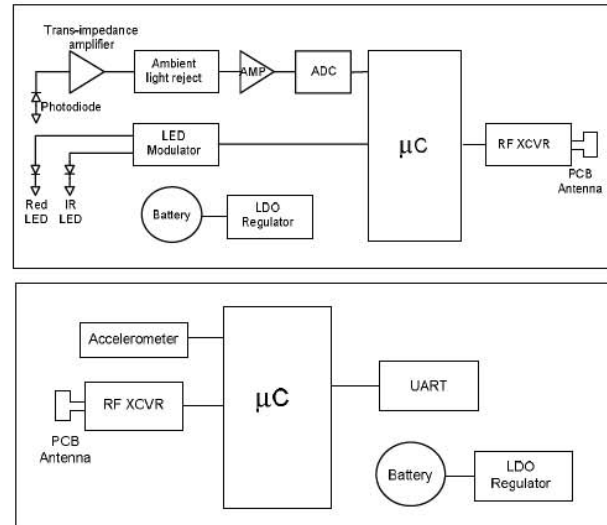 Trans-impedance
amplifier
Ambient
light reject
AMP
ADC
Photodiode
LED
Modulator
μC
RF XCVR
PCB
Antenna
Red
LED
IR
LED
Battery
LDO
Regulator
Accelerometer
RF XCVR
PCB
Antenna
μC
UART
Battery
LDO
Regulator